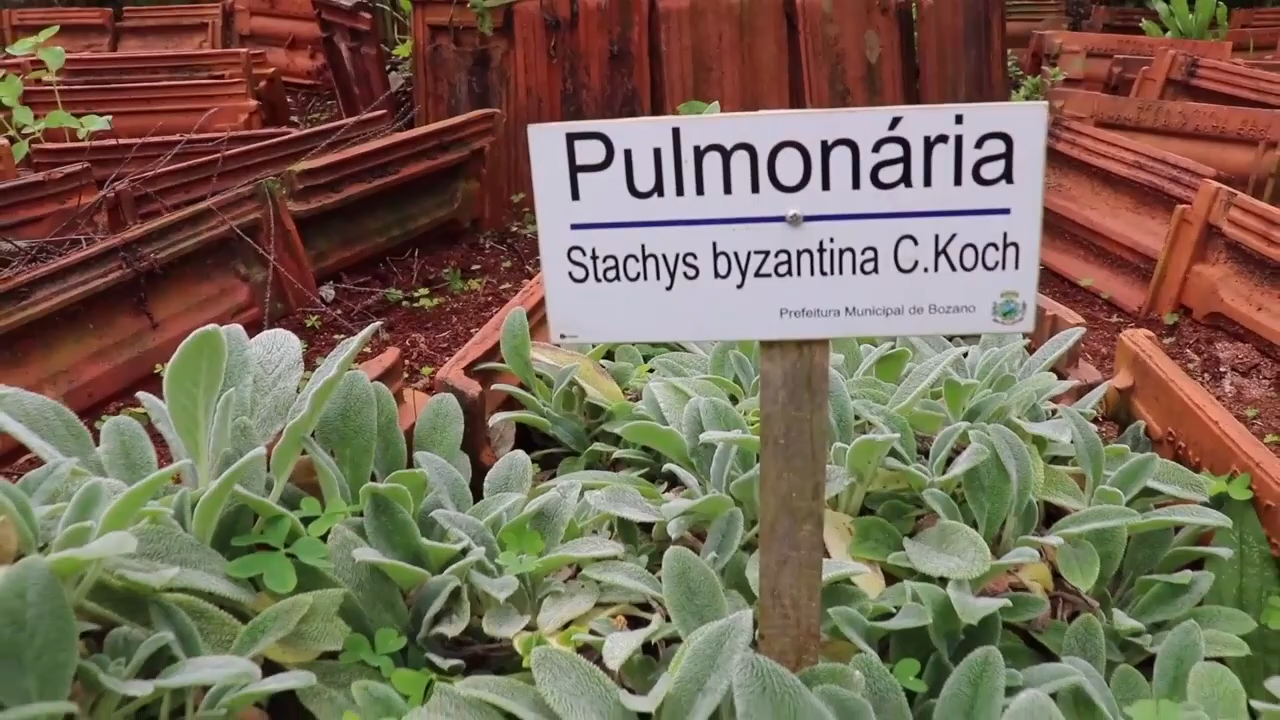 Pulmonária
Stachys byzantina C.Koch
Prefeitura Municipal de Bozano